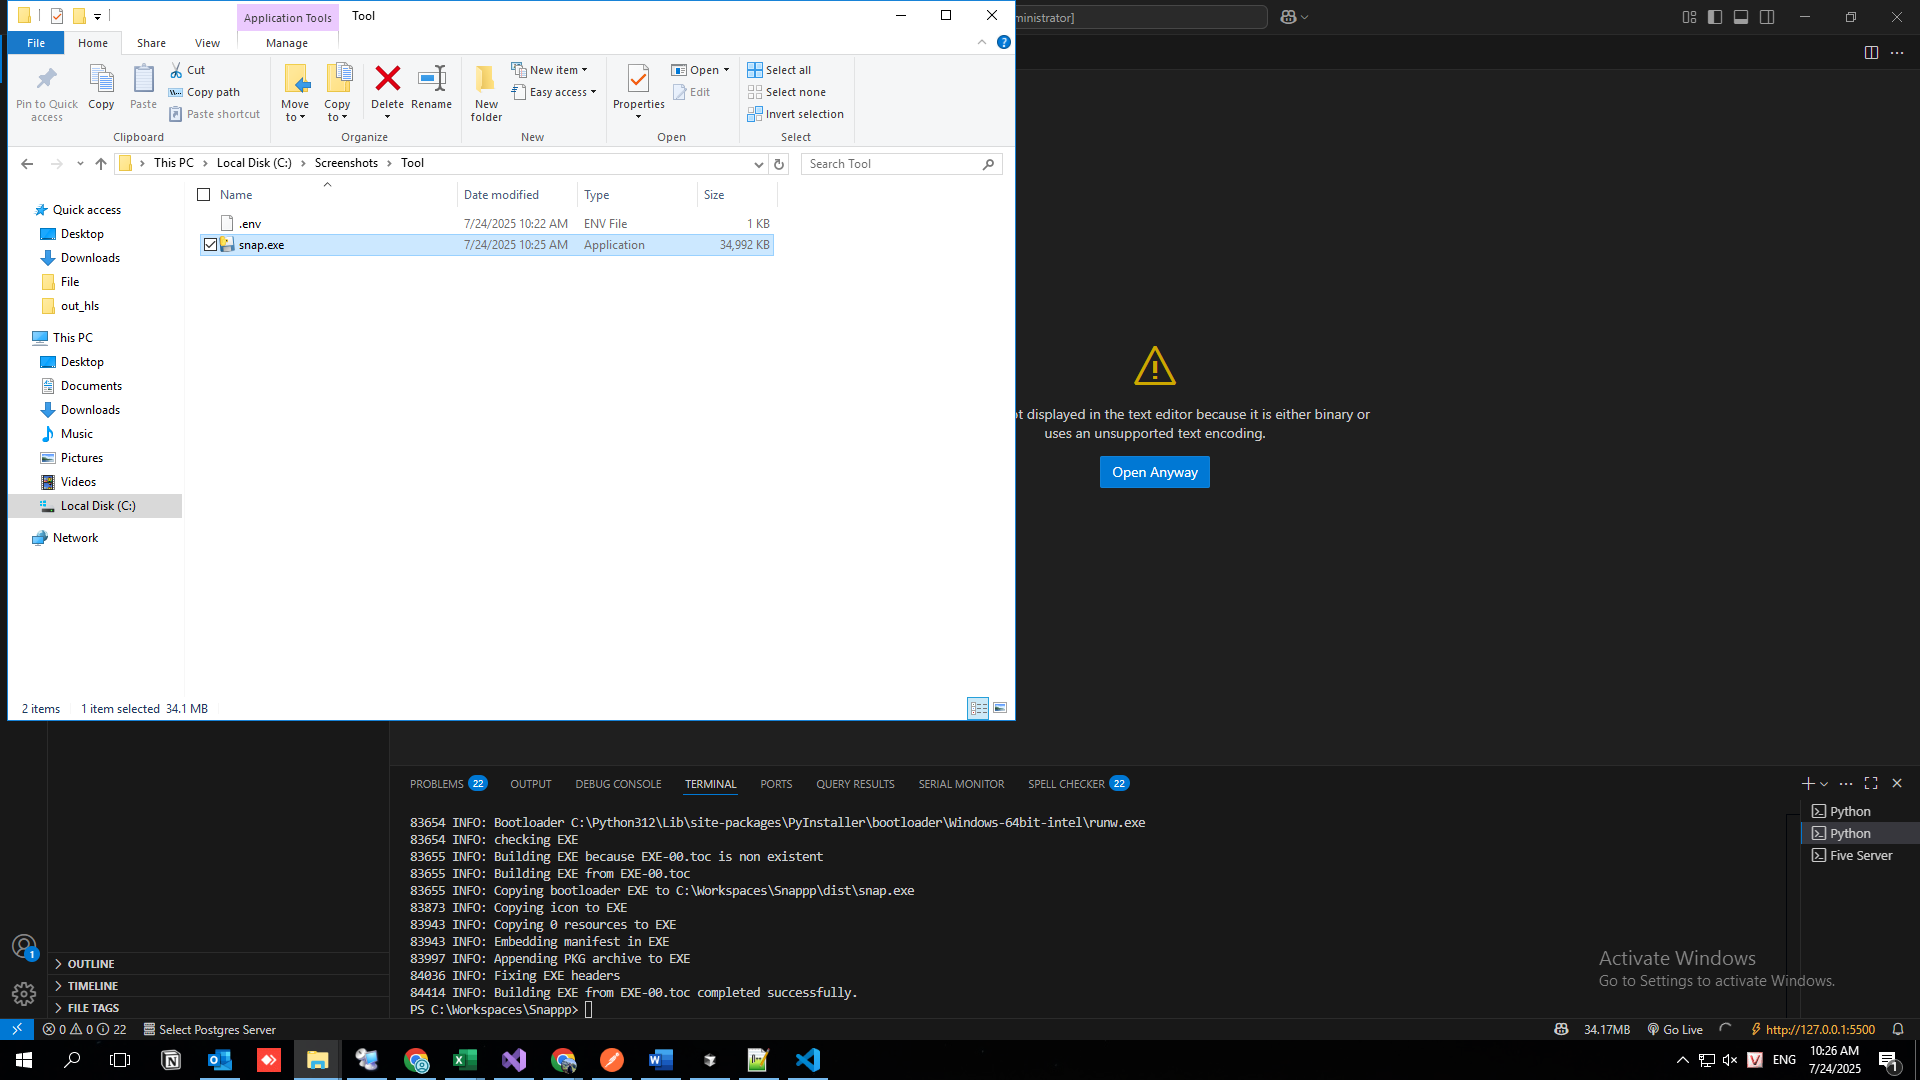 Application Tools
Tool
ministrator]
File
Home
Share
View
Manage
Pin to Quick access
Copy
Paste
Cut
Copy path
Paste shortcut
Clipboard
Move to
Copy to
Delete
Rename
Organize
New folder
New item
Easy access
New
Properties
Open
Edit
Open
Select all
Select none
Invert selection
Select
This PC
Local Disk (C:)
Screenshots
Tool
Search Tool
Name
Date modified
Type
Size
.env 7/24/2025 10:22 AM ENV File 1 KB
snap.exe 7/24/2025 10:25 AM Application 34,992 KB
Quick access
Desktop
Downloads
File
out_hls
This PC
Desktop
Documents
Downloads
Music
Pictures
Videos
Local Disk (C:)
Network
2 items 1 item selected 34.1 MB
displayed in the text editor because it is either binary or
uses an unsupported text encoding.
Open Anyway
PROBLEMS 22 OUTPUT DEBUG CONSOLE TERMINAL PORTS QUERY RESULTS SERIAL MONITOR SPELL CHECKER 22
83654 INFO: Bootloader C:\Python312\Lib\site-packages\PyInstaller\bootloader\Windows-64bit-intel\runw.exe
83654 INFO: checking EXE
83655 INFO: Building EXE because EXE-00.toc is non existent
83655 INFO: Building EXE from EXE-00.toc
83655 INFO: Copying bootloader EXE to C:\Workspaces\Snappp\dist\snap.exe
83873 INFO: Copying icon to EXE
83943 INFO: Copying 0 resources to EXE
83943 INFO: Embedding manifest in EXE
83997 INFO: Appending PKG archive to EXE
84036 INFO: Fixing EXE headers
84414 INFO: Building EXE from EXE-00.toc completed successfully.
PS C:\Workspaces\Snappp>
Python
Python
Five Server
OUTLINE
TIMELINE
FILE TAGS
1
Activate Windows
Go to Settings to activate Windows.
0 0 22 Select Postgres Server
34.17MB Go Live http://127.0.0.1:5500
ENG
10:26 AM
7/24/2025
1